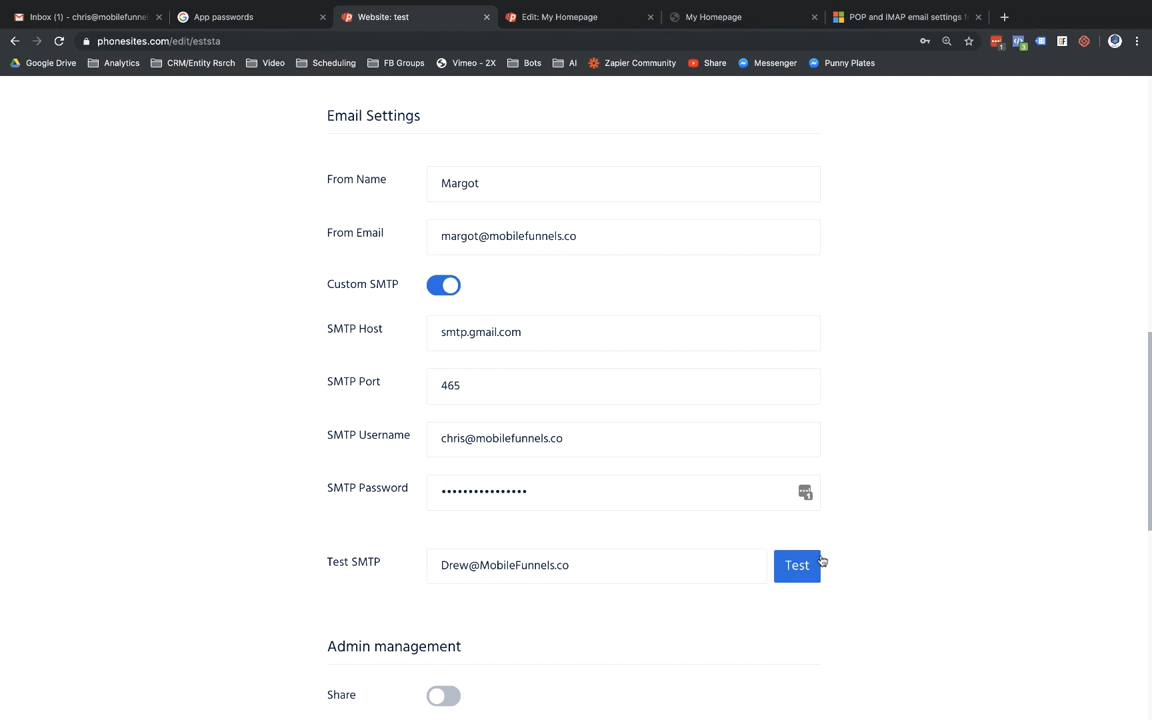 Inbox (1) - chris@mobilefunnel
App passwords
Website: test
Edit: My Homepage
My Homepage
POP and IMAP email settings f
phonesites.com/edit/eststa
Google Drive
Analytics
CRM/Entity Rsrch
Video
Scheduling
FB Groups
Vimeo - 2X
Bots
AI
Zapier Community
Share
Messenger
Punny Plates
Email Settings
From Name
Margot
From Email
margot@mobilefunnels.co
Custom SMTP
SMTP Host
smtp.gmail.com
SMTP Port
465
SMTP Username
chris@mobilefunnels.co
SMTP Password
••••••••••••••••
Test SMTP
Drew@MobileFunnels.co
Test
Admin management
Share